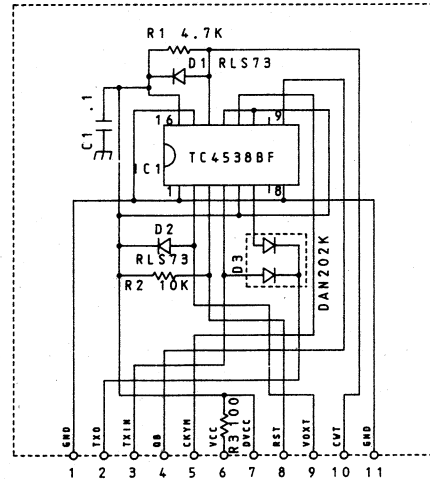 R1 4.7K
D1 RLS73
C1 .1
16 9
TC4538BF
IC1
1 8
D2
RLS73
R2 10K
D3
DAN202K
R3 100
GND TXD TXIN QB CKYM VCC DVCC RST VOXT CWT GND
1 2 3 4 5 6 7 8 9 10 11